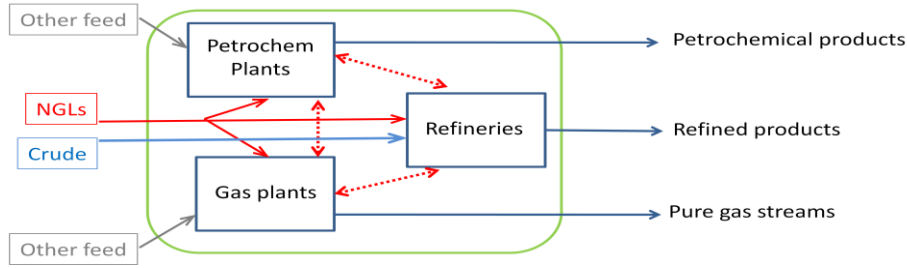 Other feed
Petrochem
Plants
Petrochemical products
NGLs
Refineries
Refined products
Crude
Gas plants
Pure gas streams
Other feed